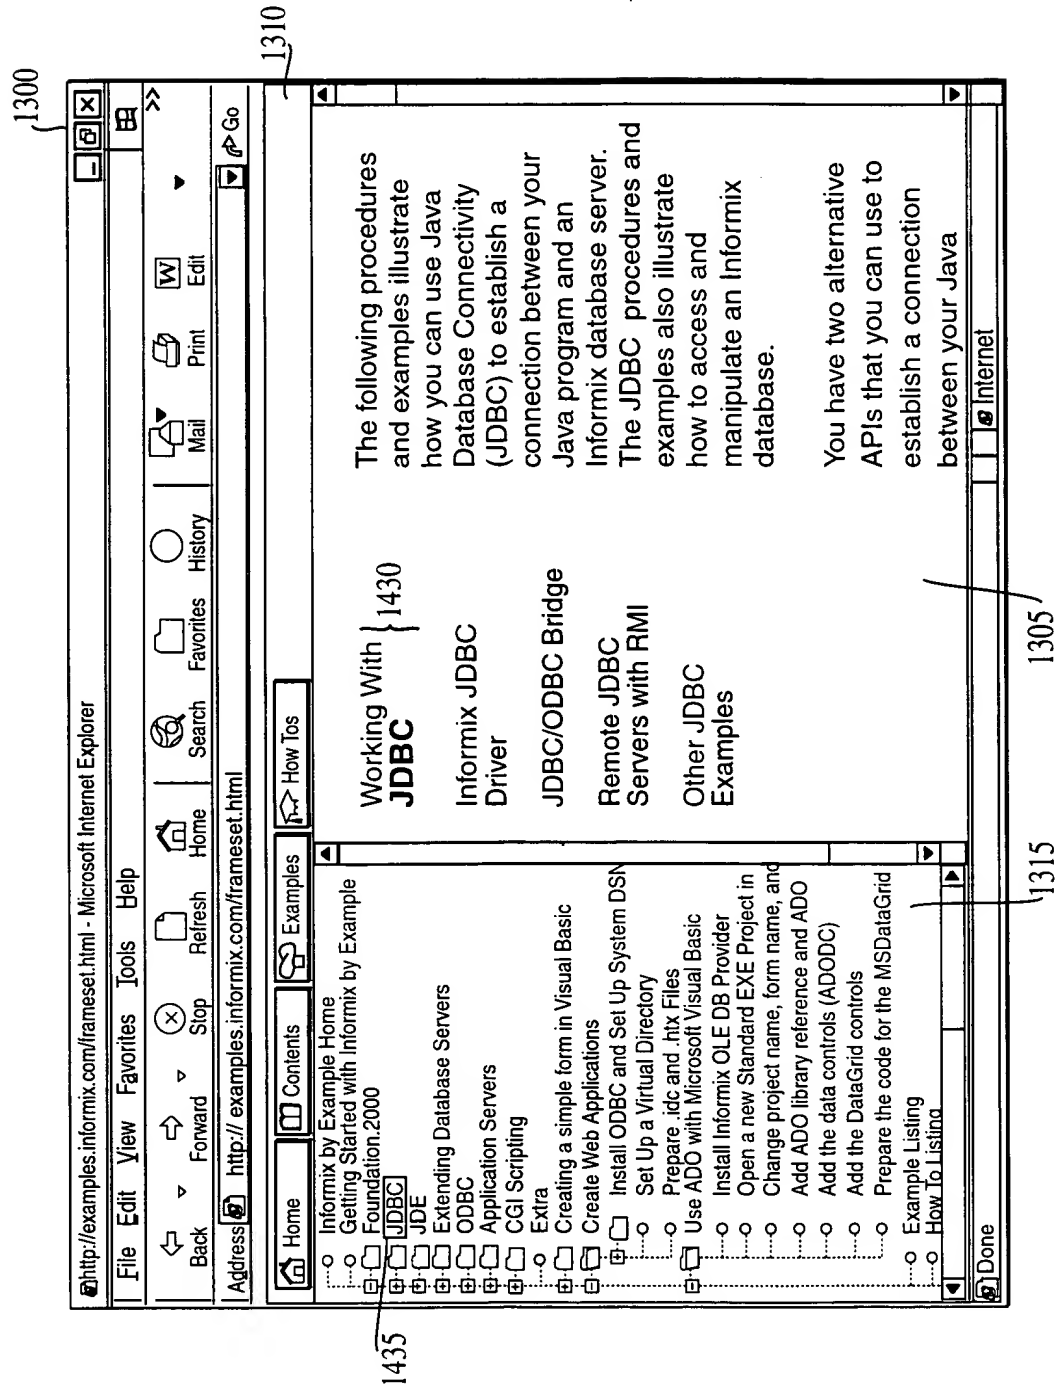 1300
http://examples.informix.com/frameset.html - Microsoft Internet Explorer
File Edit View Favorites Tools Help
Back Forward Stop Refresh Home Search Favorites History Mail Print Edit >>
Address http:// examples.informix.com/frameset.html Go
1310
Home Contents Examples How Tos
Informix by Example Home
Getting Started with Informix by Example
Foundation.2000
JDBC
1435
JDE
Extending Database Servers
ODBC
Application Servers
CGI Scripting
Extra
Creating a simple form in Visual Basic
Create Web Applications
Install ODBC and Set Up System DSN
Set Up a Virtual Directory
Prepare .idc and .htx Files
Use ADO with Microsoft Visual Basic
Install Informix OLE DB Provider
Open a new Standard EXE Project in
Change project name, form name, and
Add ADO library reference and ADO
Add the data controls (ADODC)
Add the DataGrid controls
Prepare the code for the MSDataGrid
Example Listing
How To Listing
1315
Working With
JDBC
1430
Informix JDBC
Driver
JDBC/ODBC Bridge
Remote JDBC
Servers with RMI
Other JDBC
Examples
The following procedures
and examples illustrate
how you can use Java
Database Connectivity
(JDBC) to establish a
connection between your
Java program and an
Informix database server.
The JDBC procedures and
examples also illustrate
how to access and
manipulate an Informix
database.
You have two alternative
APIs that you can use to
establish a connection
between your Java
1305
Done Internet